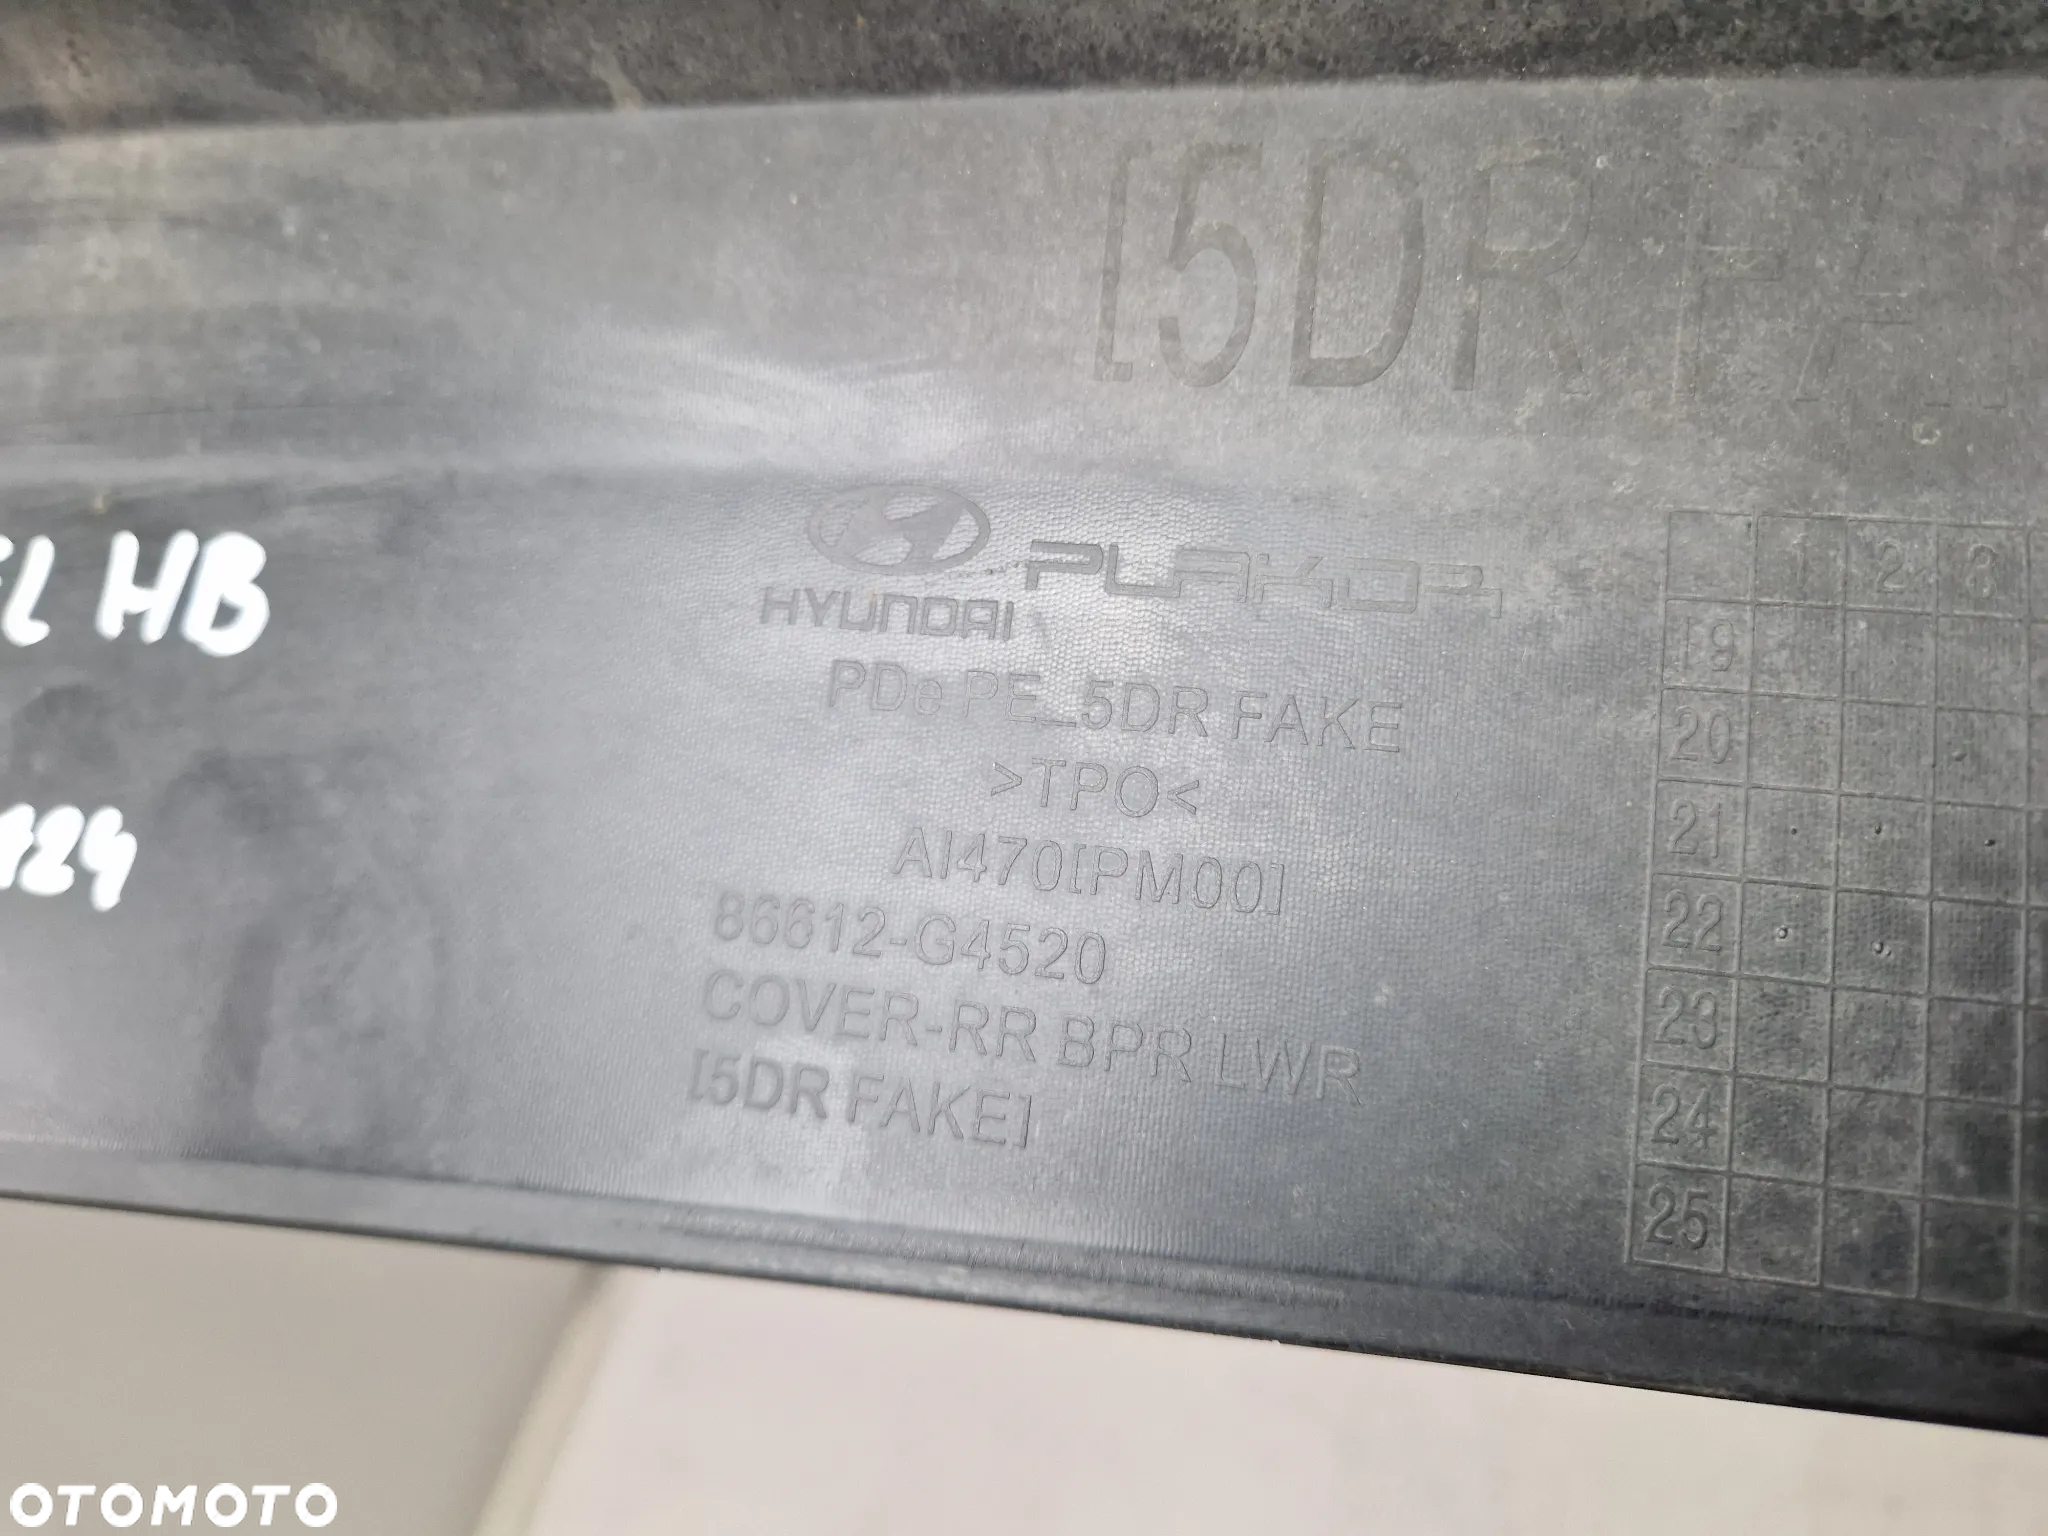 [5DR FA
HB
HYUNDAI PLAKOR
PDe PE_5DR FAKE
>TPO<
AI470[PM00]
86612-G4520
COVER-RR BPR LWR
[5DR FAKE]
1 2 3
19
20
21
22
23
24
25
OTOMOTO